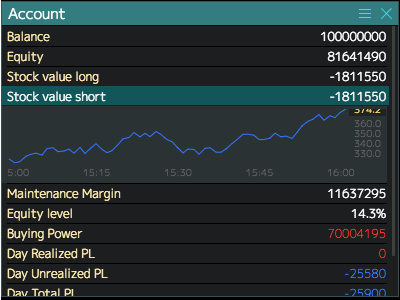 Account
Balance 100000000
Equity 81641490
Stock value long -1811550
Stock value short -1811550
374.2
360.0
350.0
340.0
330.0
5:00 15:15 15:30 15:45 16:00
Maintenance Margin 11637295
Equity level 14.3%
Buying Power 70004195
Day Realized PL 0
Day Unrealized PL -25580
Day Total PL -25900